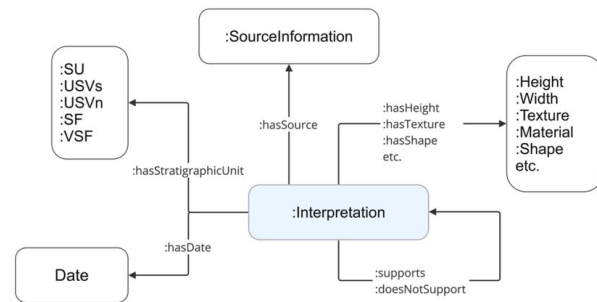 :SourceInformation
:SU
:USVs
:USVn
:SF
:VSF
:Height
:Width
:Texture
:Material
:Shape
etc.
:hasSource
:hasHeight
:hasTexture
:hasShape
etc.
:hasStratigraphicUnit
:Interpretation
:hasDate
Date
:supports
:doesNotSupport